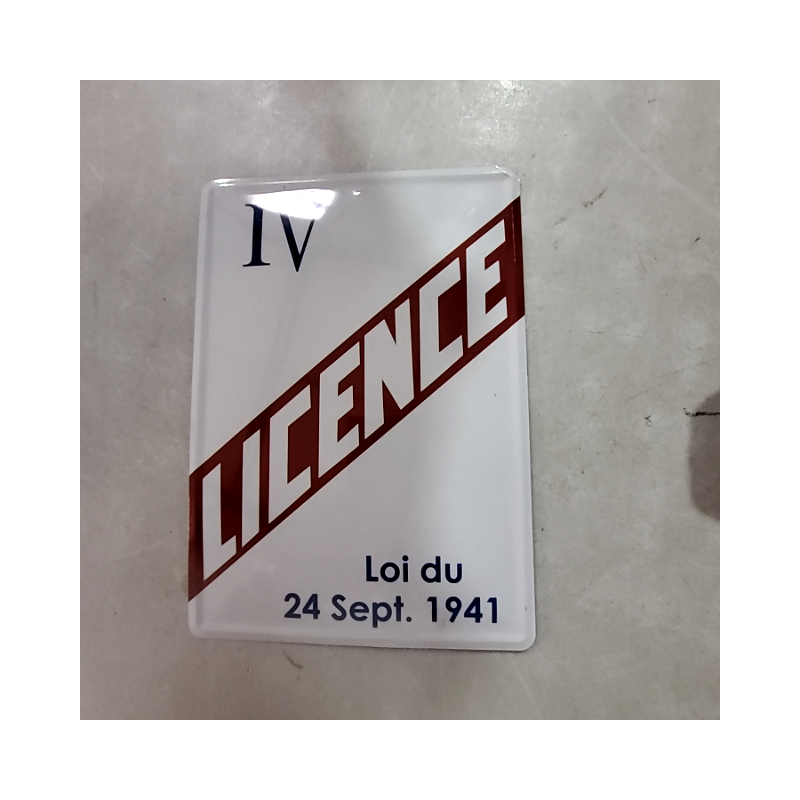 IV
LICENCE
Loi du
24 Sept. 1941